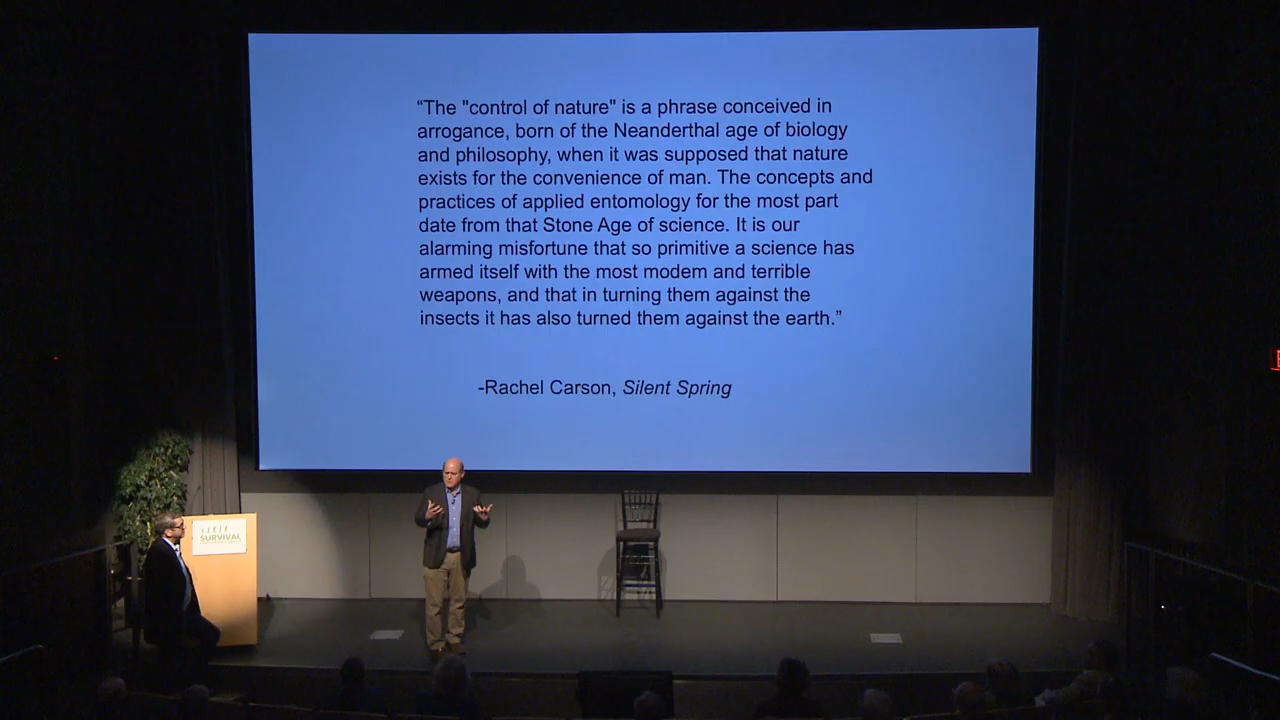 “The "control of nature" is a phrase conceived in
arrogance, born of the Neanderthal age of biology
and philosophy, when it was supposed that nature
exists for the convenience of man. The concepts and
practices of applied entomology for the most part
date from that Stone Age of science. It is our
alarming misfortune that so primitive a science has
armed itself with the most modem and terrible
weapons, and that in turning them against the
insects it has also turned them against the earth.”
-Rachel Carson, Silent Spring
SURVIVAL